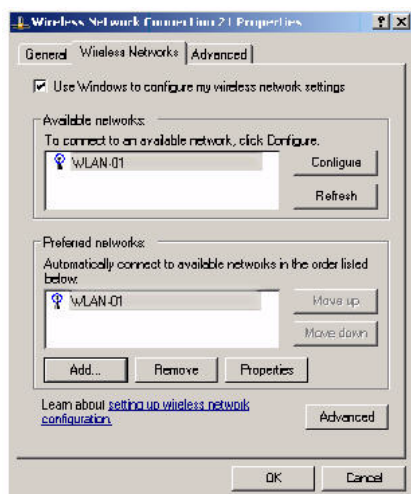 Wireless Network Connection 21 Properties
General Wireless Networks Advanced
Use Windows to configure my wireless network settings
Available networks:
To connect to an available network, click Configure.
WLAN-01
Configure
Refresh
Preferred networks:
Automatically connect to available networks in the order listed
below:
WLAN-01
Move up
Move down
Add... Remove Properties
Learn about setting up wireless network
configuration.
Advanced
OK Cancel